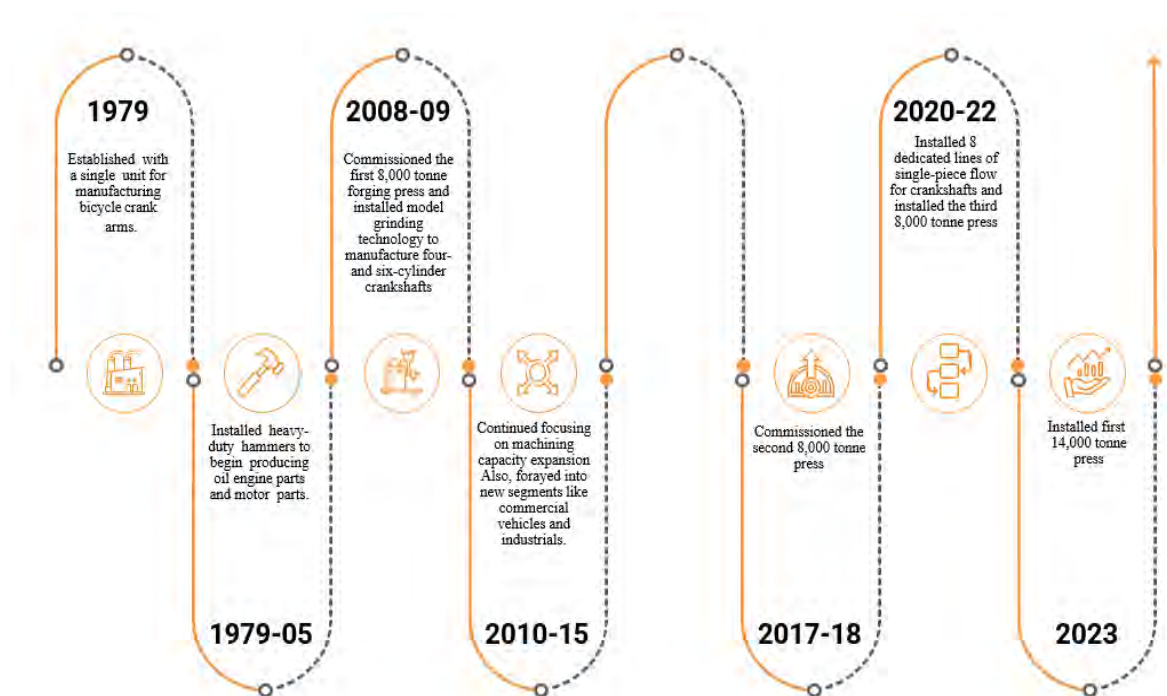 1979
Established with
a single unit for
manufacturing
bicycle crank
arms.
Installed heavy-
duty hammers to
begin producing
oil engine parts
and motor parts.
1979-05
2008-09
Commissioned the
first 8,000 tonne
forging press and
installed model
grinding
technology to
manufacture four-
and six-cylinder
crankshafts
Continued focusing
on machining
capacity expansion
Also, forayed into
new segments like
commercial
vehicles and
industrials.
2010-15
Commissioned the
second 8,000 tonne
press
2017-18
2020-22
Installed 8
dedicated lines of
single-piece flow
for crankshafts and
installed the third
8,000 tonne press
Installed first
14,000 tonne
press
2023